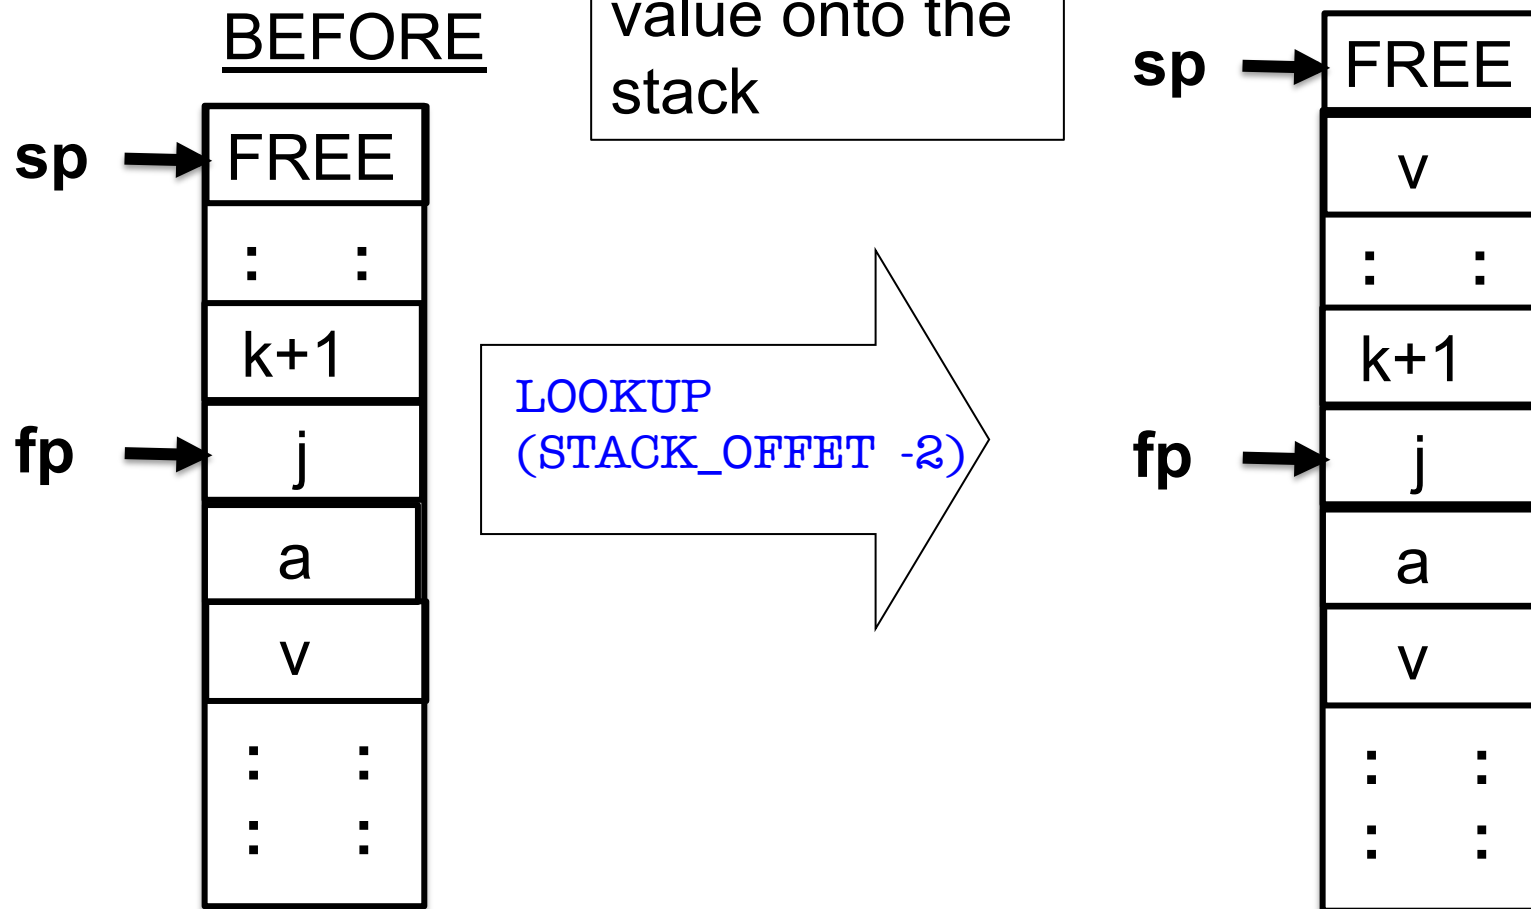 BEFORE
sp
FREE
: :
k+1
fp
j
a
v
: :
: :
value onto the
stack
LOOKUP
(STACK_OFFET -2)
sp
FREE
v
: :
k+1
fp
j
a
v
: :
: :